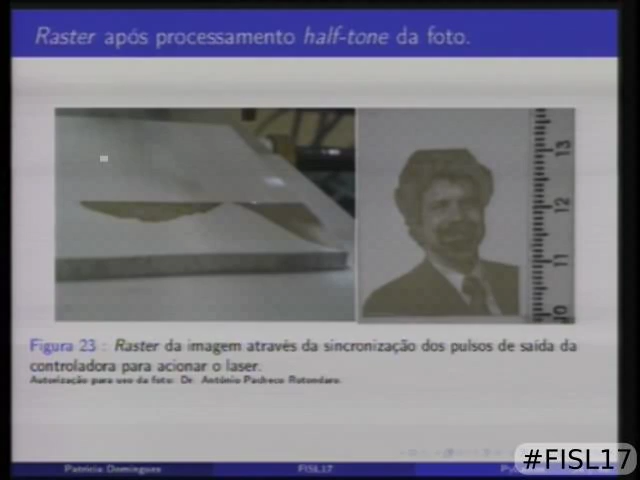 Raster após processamento half-tone da foto.
13
12
11
10
Figura 23 : Raster da imagem através da sincronização dos pulsos de saída da
controladora para acionar o laser.
Autorização para uso da foto: Dr. Antônio Pacheco Rotondaro.
Patricia Domingues FISL17
#FISL17